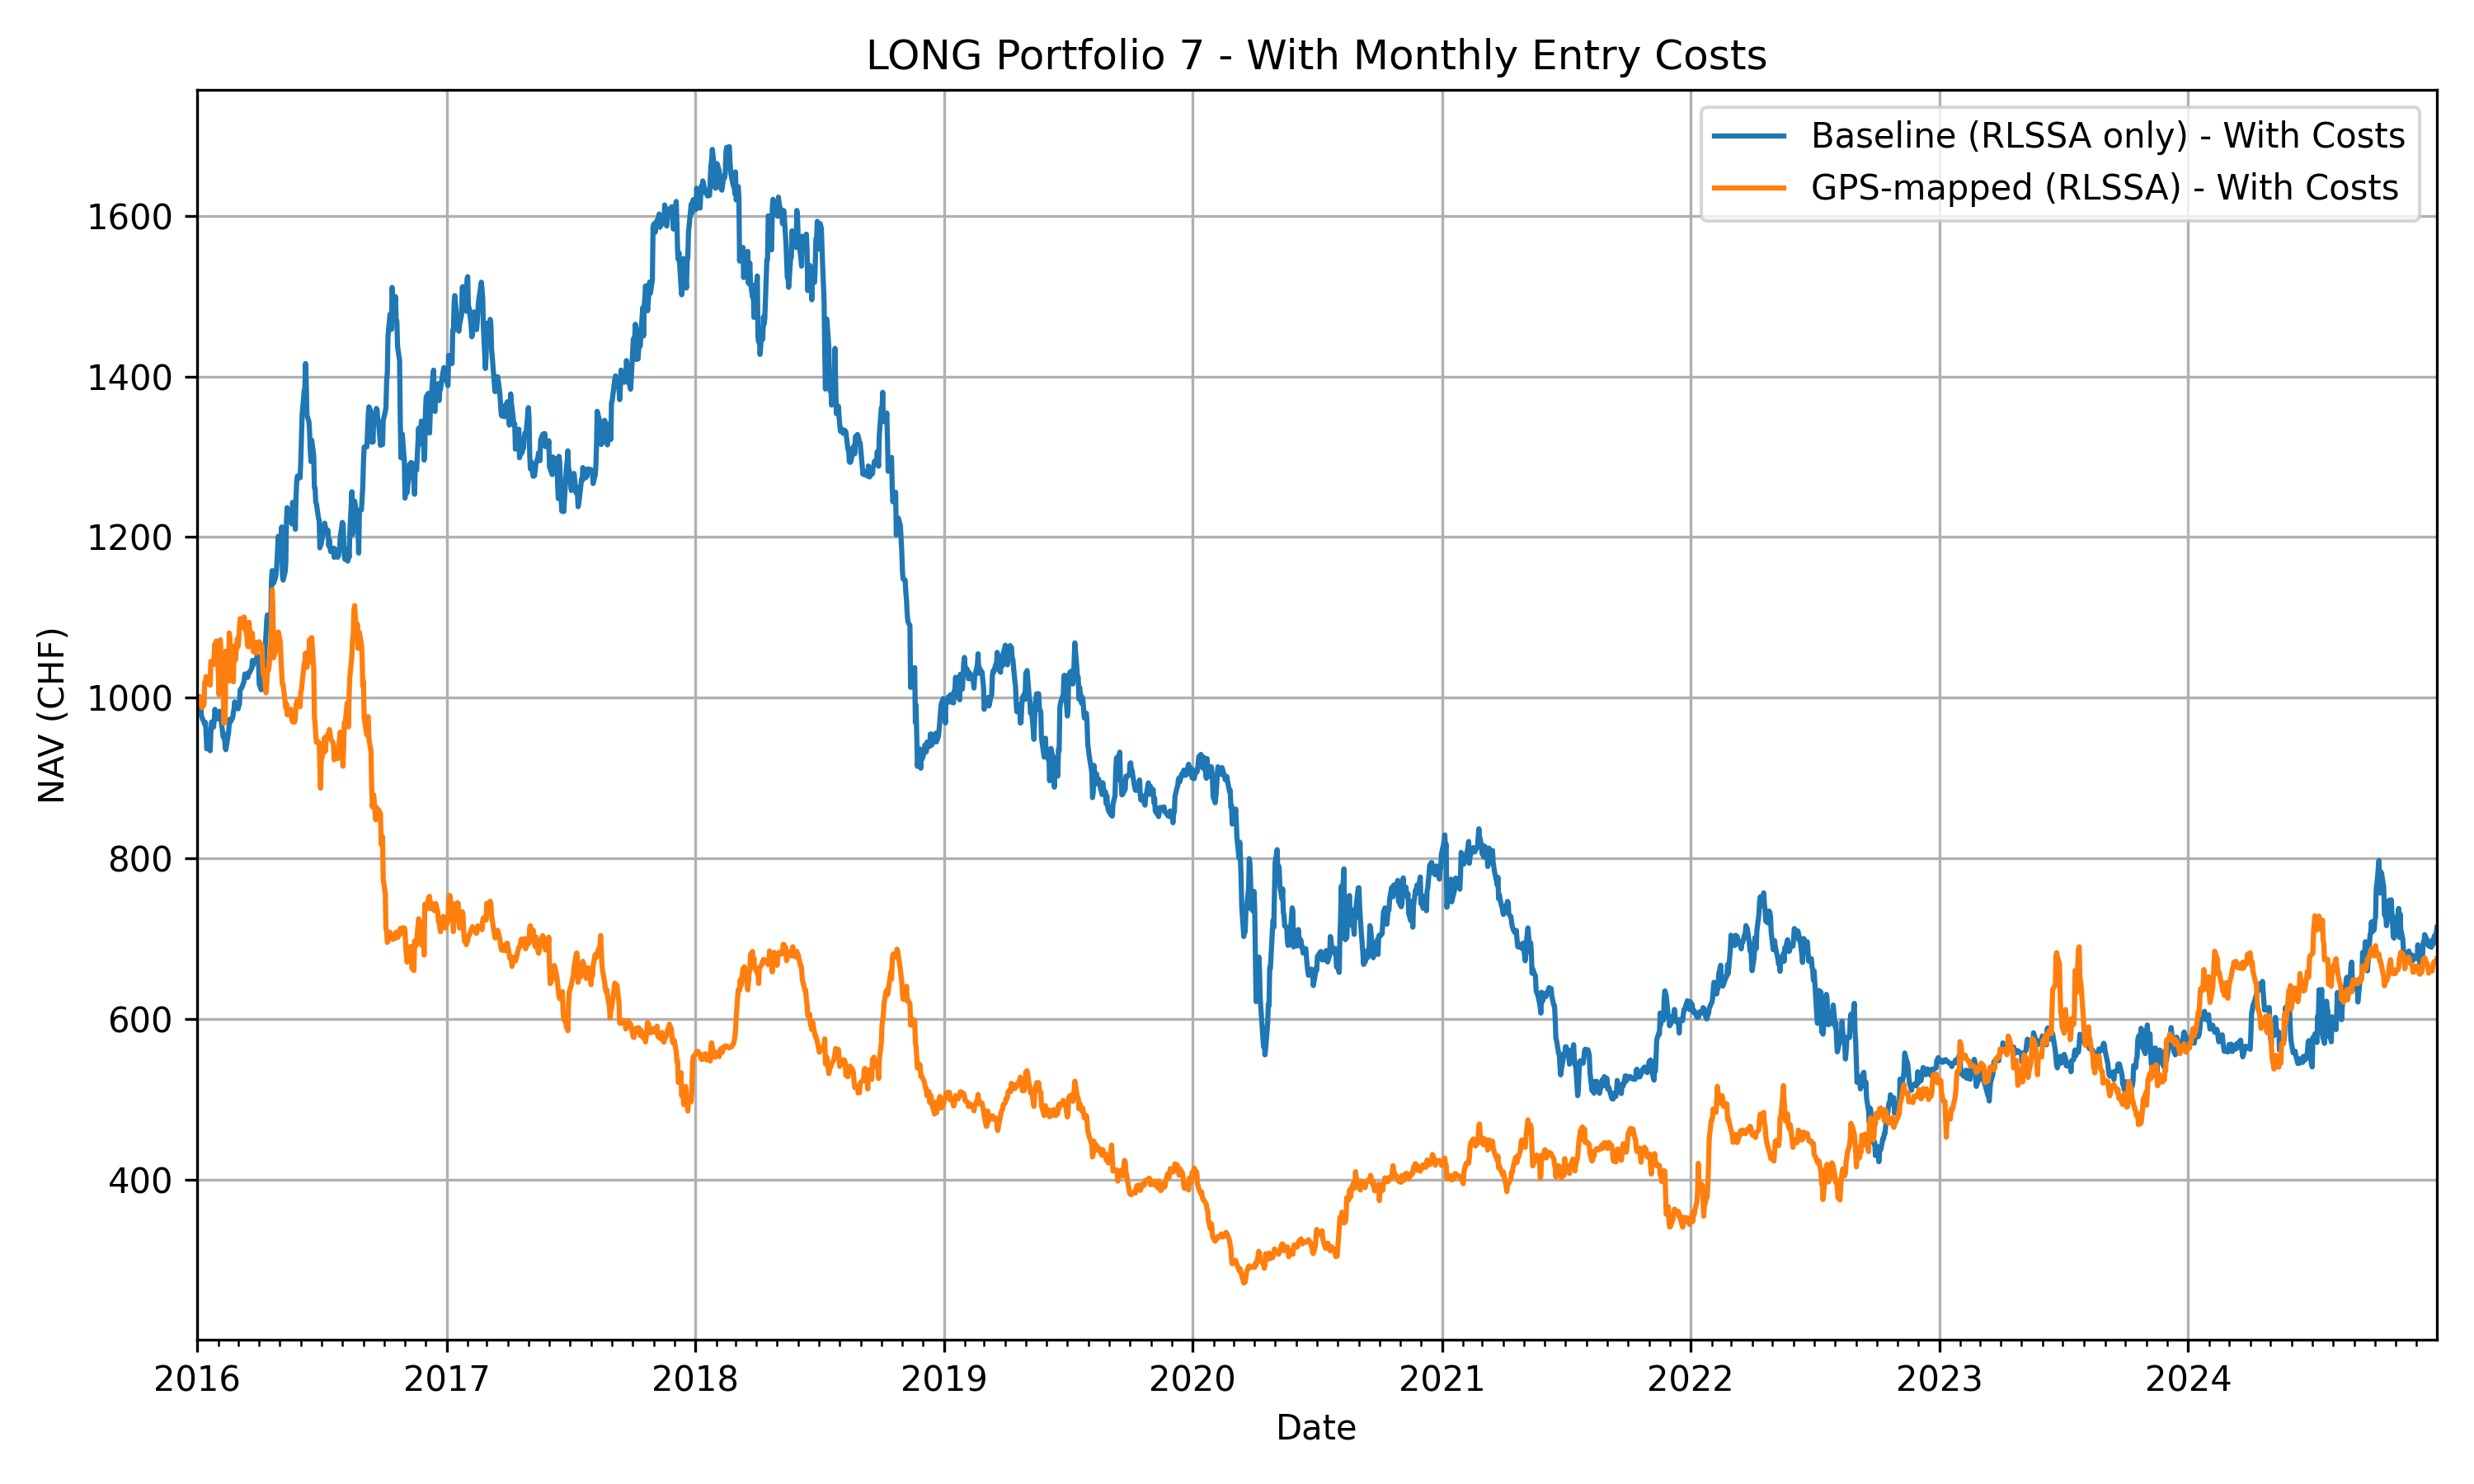 LONG Portfolio 7 - With Monthly Entry Costs
Baseline (RLSSA only) - With Costs
GPS-mapped (RLSSA) - With Costs
NAV (CHF)
1600
1400
1200
1000
800
600
400
2016 2017 2018 2019 2020 2021 2022 2023 2024
Date